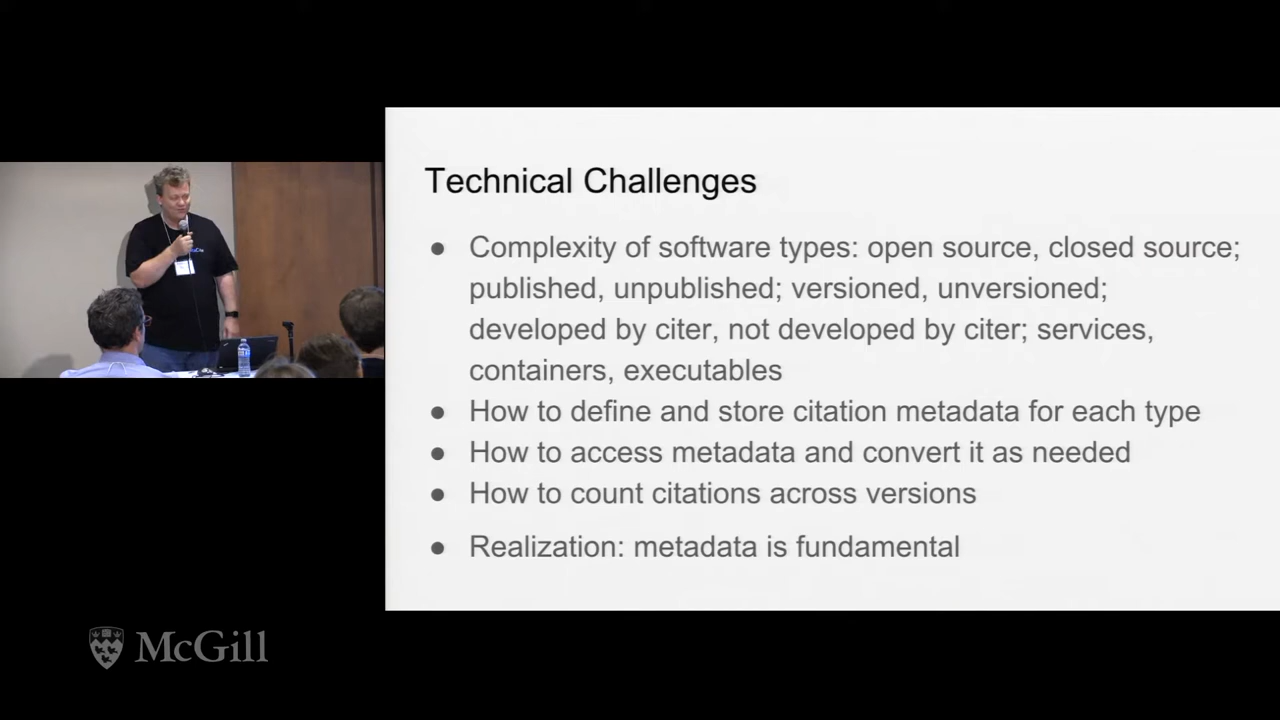 Technical Challenges
● Complexity of software types: open source, closed source;
published, unpublished; versioned, unversioned;
developed by citer, not developed by citer; services,
containers, executables
● How to define and store citation metadata for each type
● How to access metadata and convert it as needed
● How to count citations across versions
● Realization: metadata is fundamental
McGill